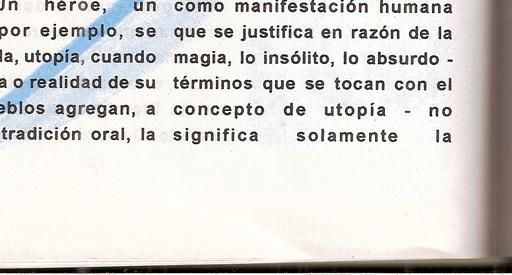 Un héroe, un
por ejemplo, se
la, utopía, cuando
a o realidad de su
eblos agregan, a
tradición oral, la
como manifestación humana
que se justifica en razón de la
magia, lo insólito, lo absurdo -
términos que se tocan con el
concepto de utopía - no
significa solamente la